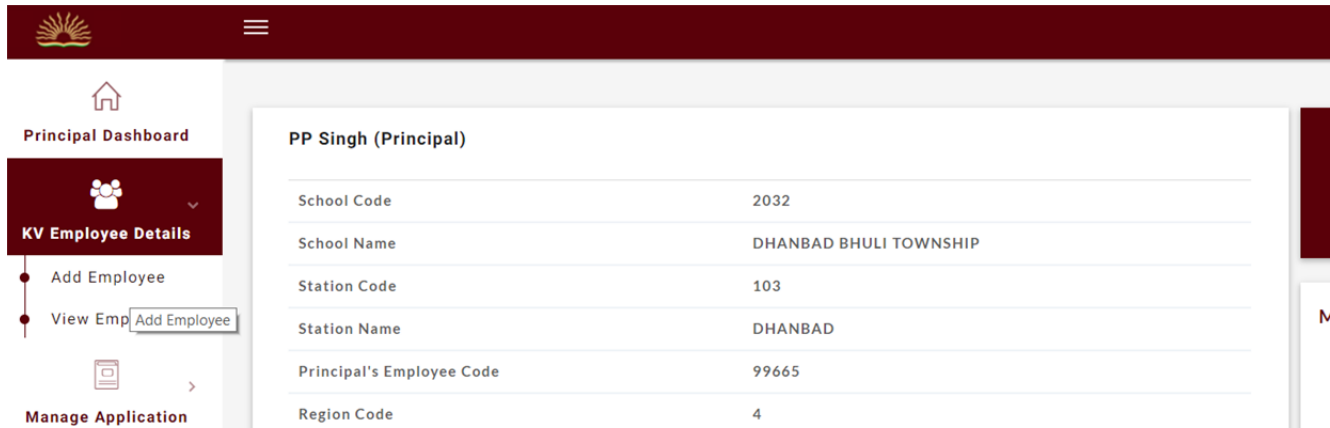 Principal Dashboard
KV Employee Details
Add Employee
View Emp
Add Employee
Manage Application
PP Singh (Principal)
School Code 2032
School Name DHANBAD BHULI TOWNSHIP
Station Code 103
Station Name DHANBAD
Principal's Employee Code 99665
Region Code 4